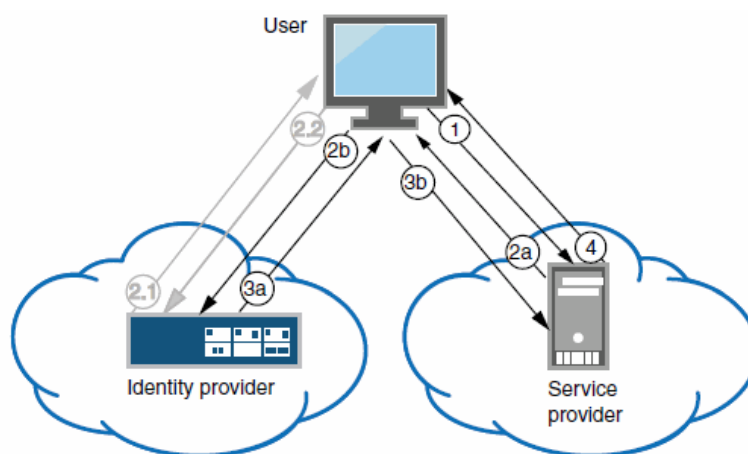 User
2.2
1
2b
3b
2a
4
2.1
3a
Identity provider
Service
provider